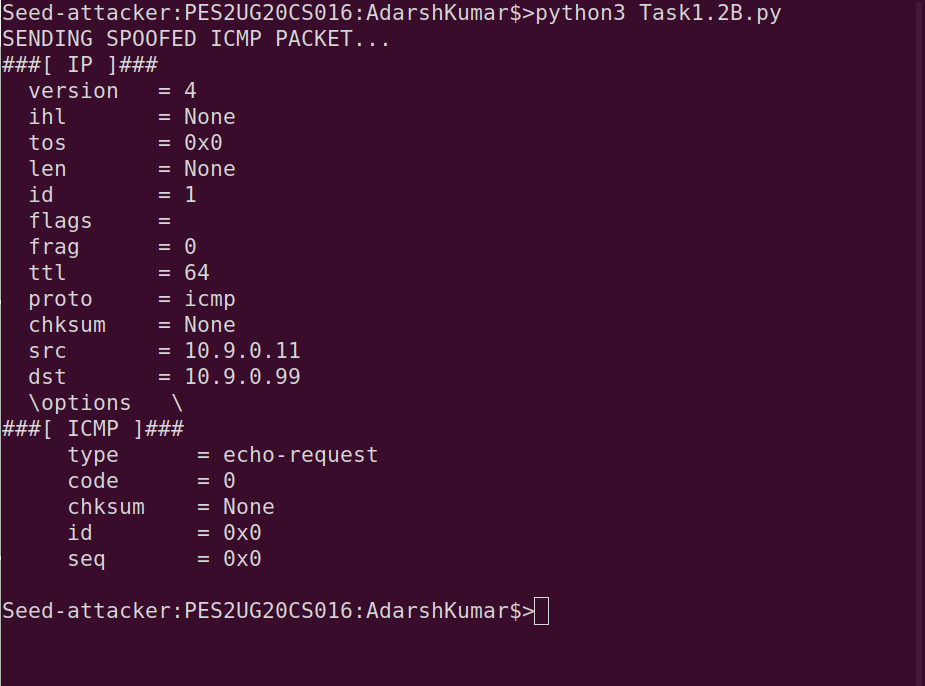 Seed-attacker:PES2UG20CS016:AdarshKumar$>python3 Task1.2B.py
SENDING SPOOFED ICMP PACKET...
###[ IP ]###
  version   = 4
  ihl       = None
  tos       = 0x0
  len       = None
  id        = 1
  flags     =
  frag      = 0
  ttl       = 64
  proto     = icmp
  chksum    = None
  src       = 10.9.0.11
  dst       = 10.9.0.99
  \options   \
###[ ICMP ]###
     type      = echo-request
     code      = 0
     chksum    = None
     id        = 0x0
     seq       = 0x0

Seed-attacker:PES2UG20CS016:AdarshKumar$>